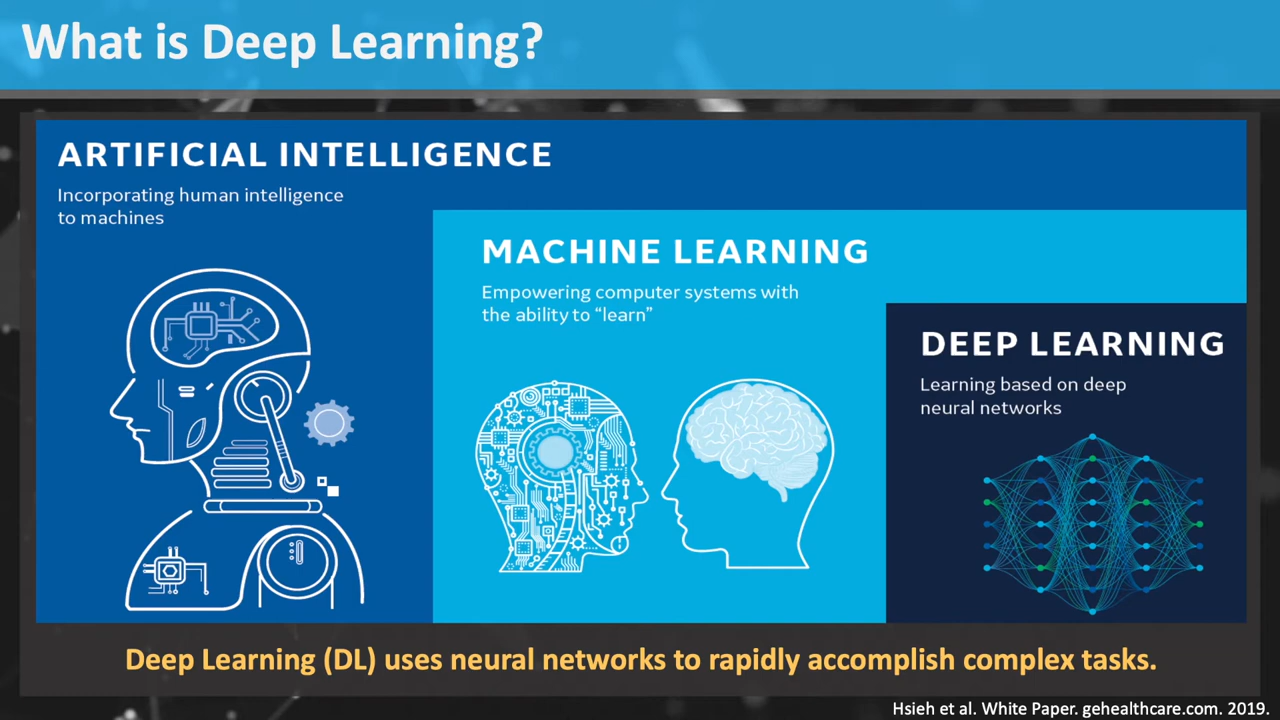 What is Deep Learning?
ARTIFICIAL INTELLIGENCE
Incorporating human intelligence
to machines
MACHINE LEARNING
Empowering computer systems with
the ability to “learn”
DEEP LEARNING
Learning based on deep
neural networks
Deep Learning (DL) uses neural networks to rapidly accomplish complex tasks.
Hsieh et al. White Paper. gehealthcare.com. 2019.